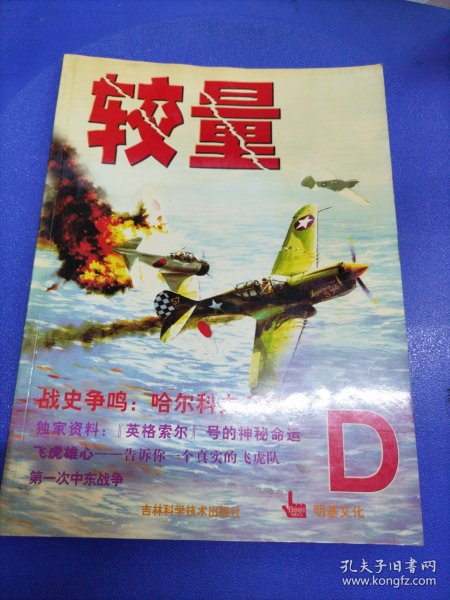 较量
战史争鸣：哈尔科
独家资料：『英格索尔』号的神秘命运
飞虎雄心——告诉你一个真实的飞虎队
第一次中东战争
D
吉林科学技术出版社
明基文化
57
孔夫子旧书网
www.kongfz.com